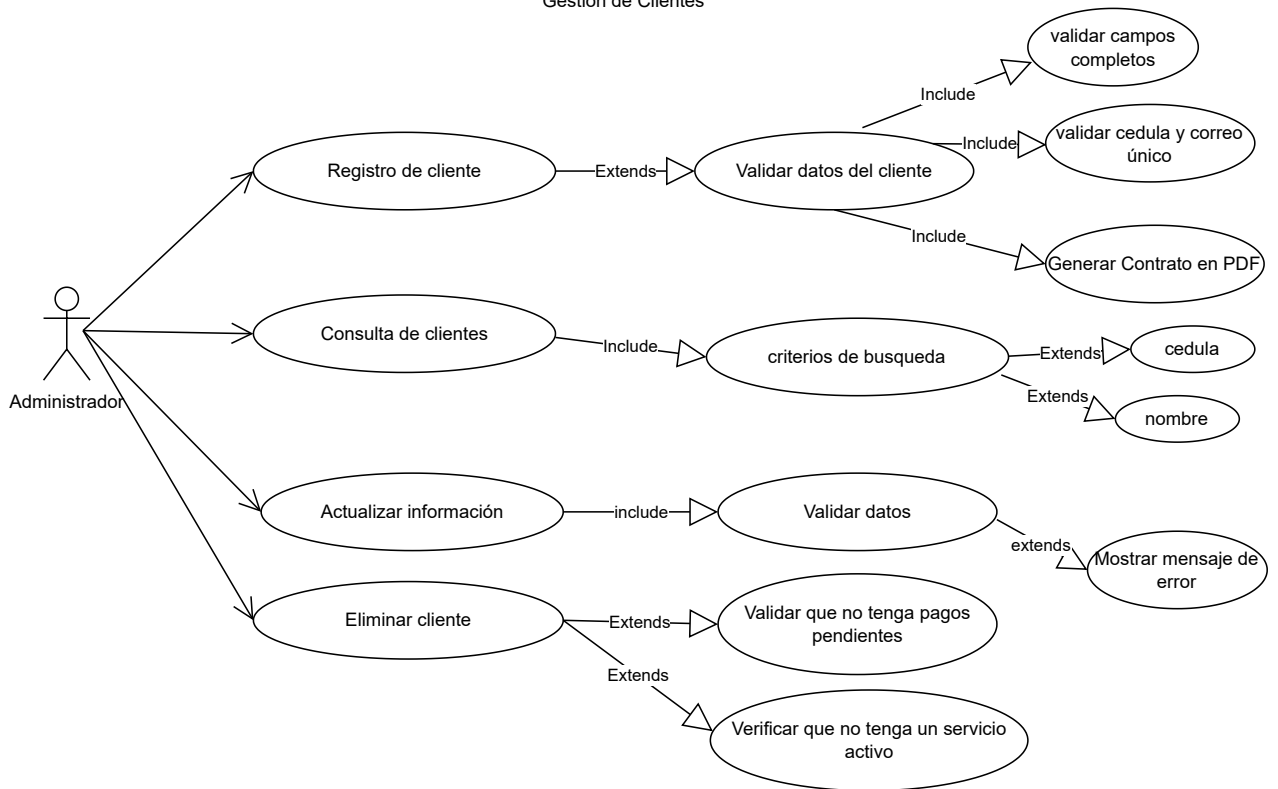 Gestión de Clientes
validar campos
completos
Include
validar cedula y correo
único
Include
Registro de cliente
Extends
Validar datos del cliente
Include
Generar Contrato en PDF
Consulta de clientes
Include
criterios de busqueda
Extends
cedula
Extends
nombre
Administrador
Actualizar información
include
Validar datos
extends
Mostrar mensaje de
error
Eliminar cliente
Extends
Validar que no tenga pagos
pendientes
Extends
Verificar que no tenga un servicio
activo